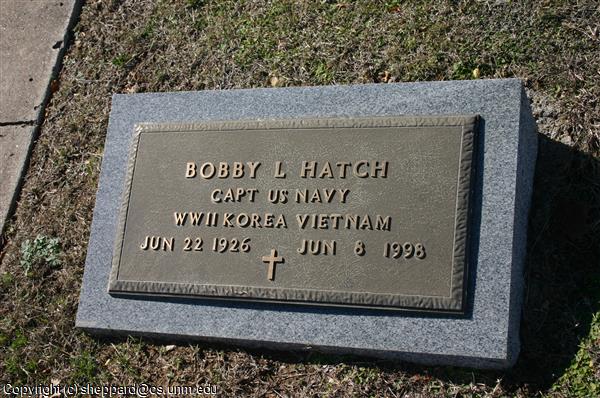 BOBBY L HATCH
CAPT US NAVY
WWII KOREA VIETNAM
JUN 22 1926 JUN 8 1998
Copyright (c) sheppard@cs.unm.edu